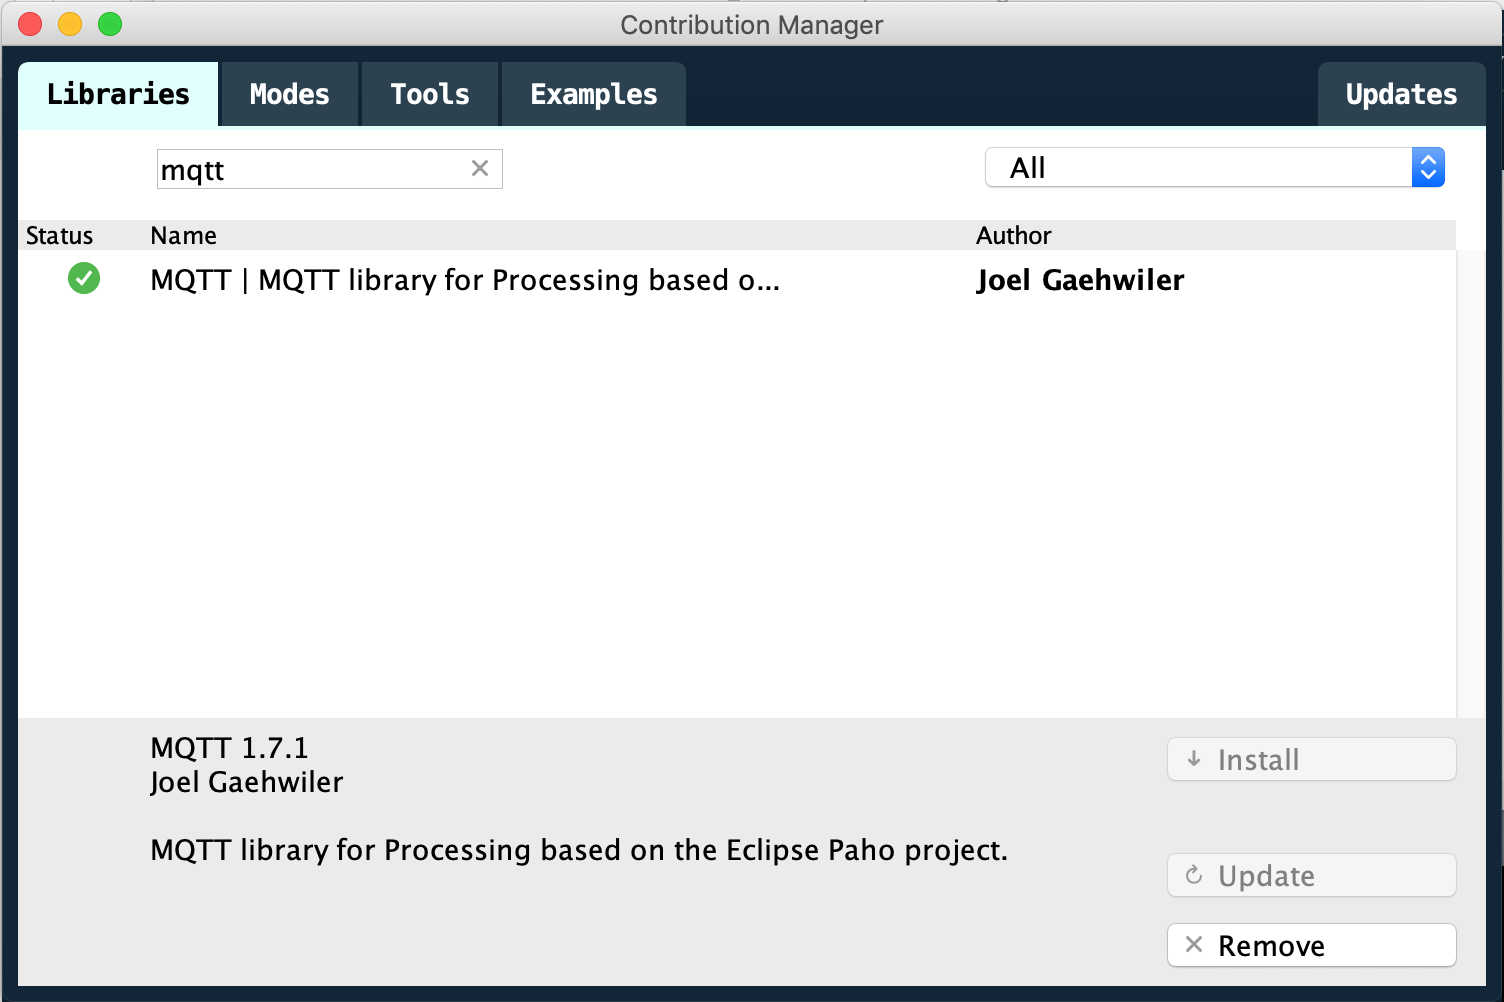 Contribution Manager
Libraries Modes Tools Examples Updates
mqtt All
Status Name Author
MQTT | MQTT library for Processing based o... Joel Gaehwiler
MQTT 1.7.1
Install
Joel Gaehwiler
MQTT library for Processing based on the Eclipse Paho project.
Update
Remove